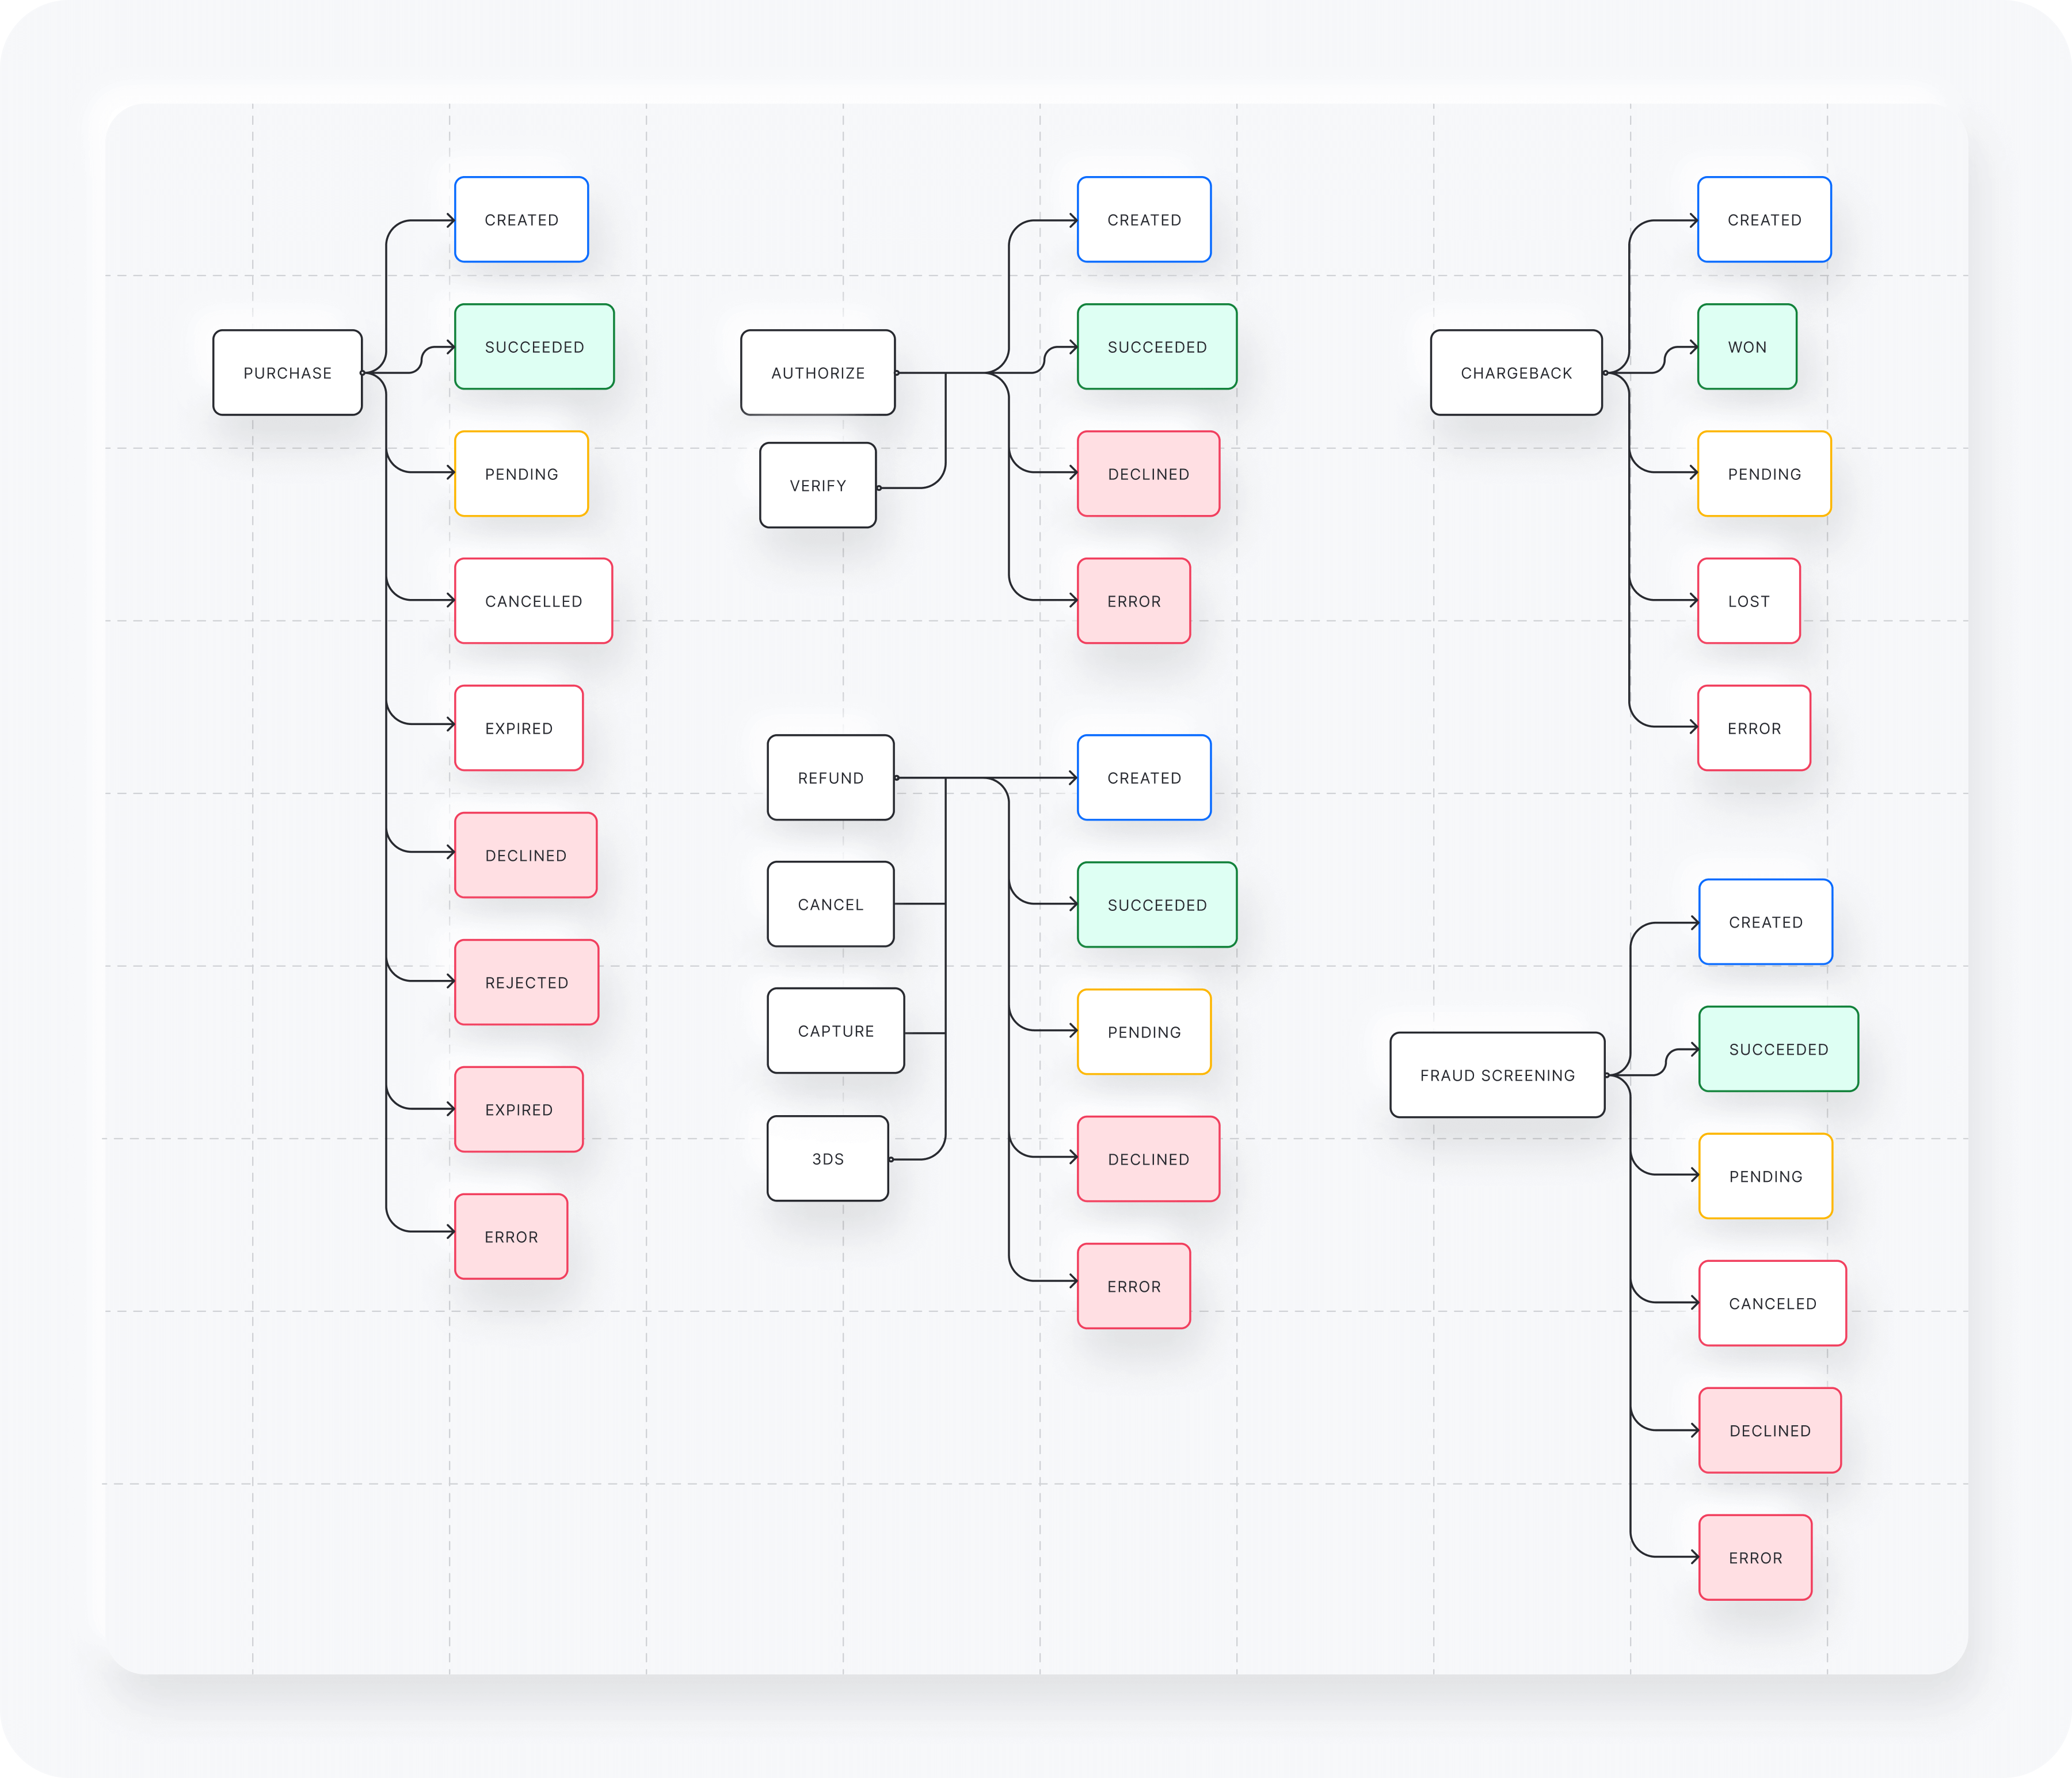 PURCHASE
CREATED
SUCCEEDED
PENDING
CANCELLED
EXPIRED
DECLINED
REJECTED
EXPIRED
ERROR
AUTHORIZE
VERIFY
CREATED
SUCCEEDED
DECLINED
ERROR
REFUND
CANCEL
CAPTURE
3DS
CREATED
SUCCEEDED
PENDING
DECLINED
ERROR
CHARGEBACK
CREATED
WON
PENDING
LOST
ERROR
FRAUD SCREENING
CREATED
SUCCEEDED
PENDING
CANCELED
DECLINED
ERROR